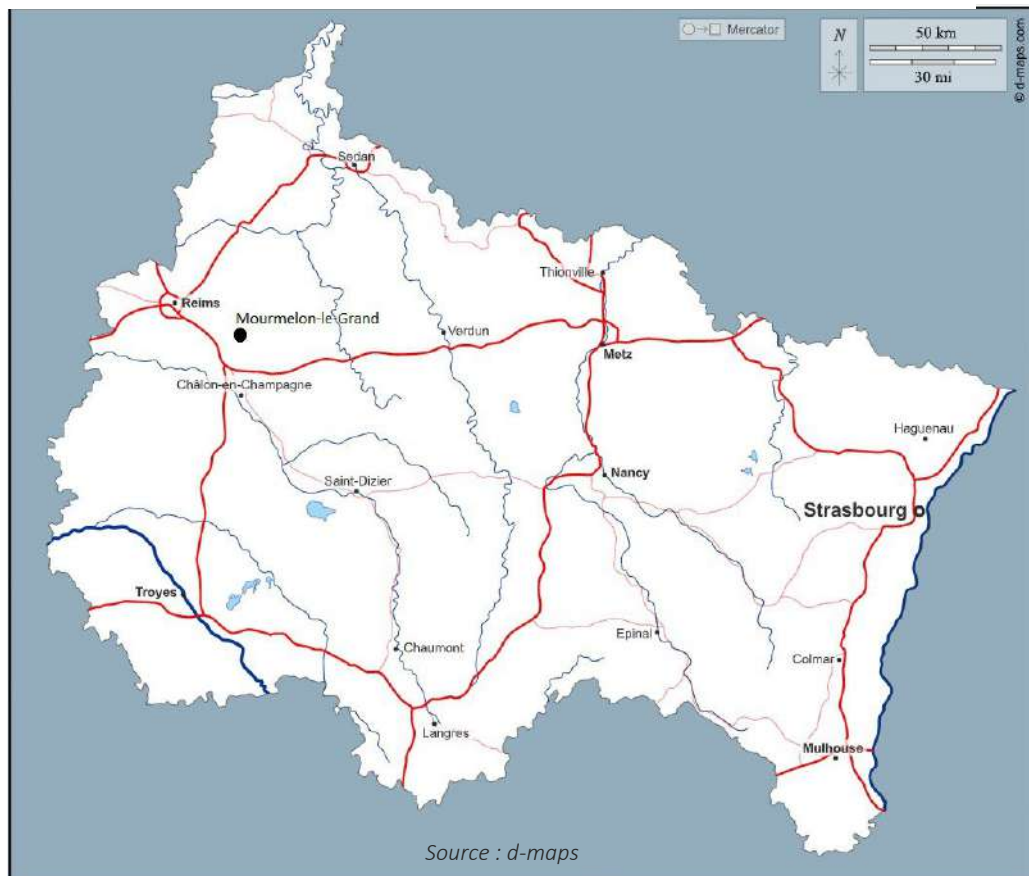 Mercator
N
50 km
30 mi
© d-maps.com
Sedan
Thionville
Reims
Mourmelon-le-Grand
Verdun
Metz
Châlon-en-Champagne
Haguenau
Nancy
Saint-Dizier
Strasbourg
Troyes
Epinal
Chaumont
Colmar
Langres
Mulhouse
Source : d-maps